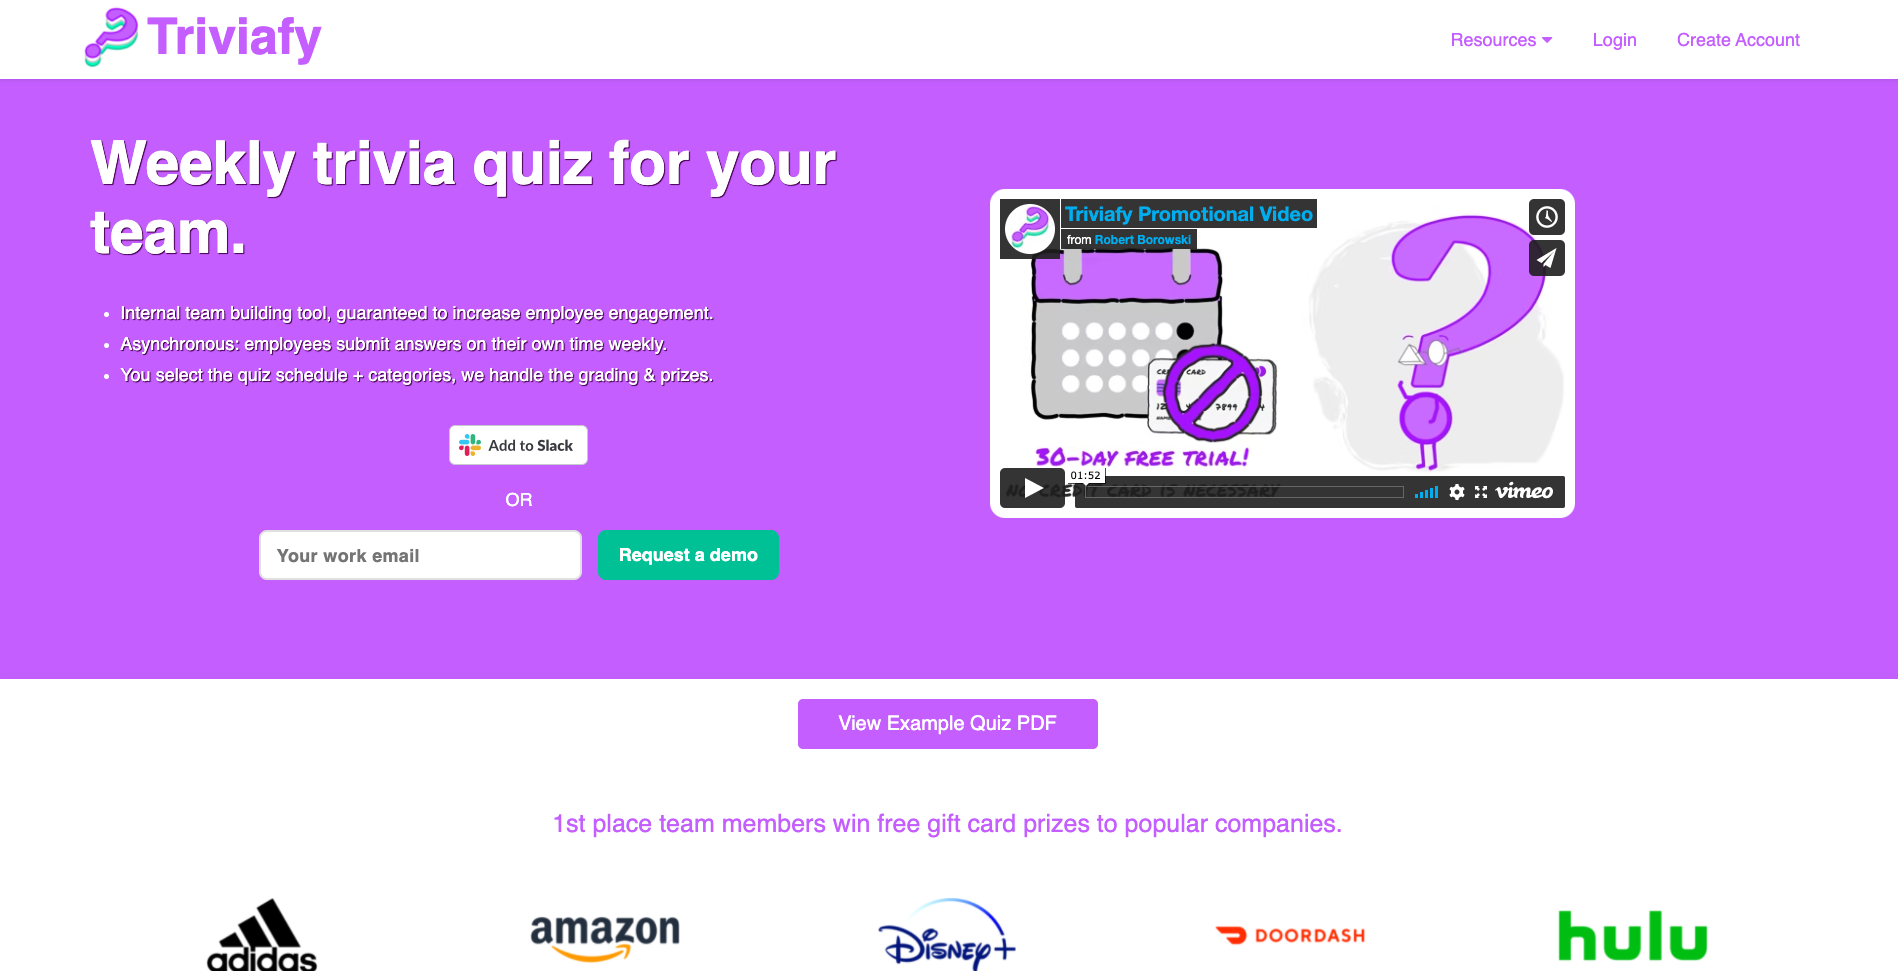 Triviafy
Resources
Login
Create Account
Weekly trivia quiz for your
team.
Internal team building tool, guaranteed to increase employee engagement.
Asynchronous: employees submit answers on their own time weekly.
You select the quiz schedule + categories, we handle the grading & prizes.
Add to Slack
OR
Your work email
Request a demo
Triviafy Promotional Video
from Robert Borowski
CARD
7899
30-DAY FREE TRIAL!
01:52
CARD IS NECESSARY
vimeo
View Example Quiz PDF
1st place team members win free gift card prizes to popular companies.
adidas
amazon
Disney+
DOORDASH
hulu